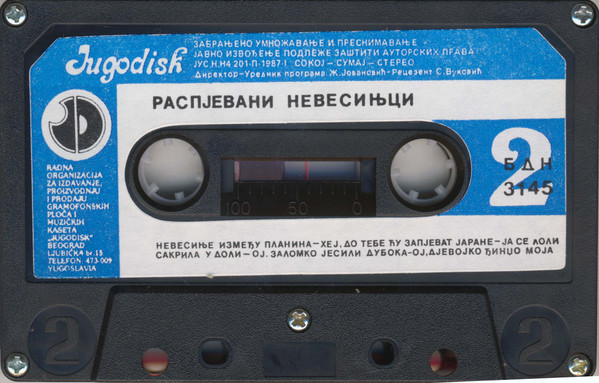 Jugodisk
ЗАБРАЊЕНО УМНОЖАВАЊЕ И ПРЕСНИМАВАЊЕ
ЈАВНО ИЗВОЂЕЊЕ ПОДЛЕЖЕ ЗАШТИТИ АУТОРСКИХ ПРАВА
ЈУС.Н.Н4 201-П-1987 I СОКОЈ - СУМАЈ - СТЕРЕО
Директор-Уредник програма Ж.Јовановић-Рецезент С.Вуковић
РАСПЈЕВАНИ НЕВЕСИЊЦИ
RADNA
ORGANIZACIJA
ZA IZDAVANJE,
PROIZVODNJU
I PRODAJU
GRAMOFONSKIH
PLOČA I
MUZIČKIH
KASETA
„JUGODISK"
BEOGRAD
LJUBIČKA br. 15
TELEFON: 473-009
YUGOSLAVIA
2
БДН
3145
100 50 0
НЕВЕСИЊЕ ИЗМЕЂУ ПЛАНИНА-ХЕЈ, ДО ТЕБЕ ЋУ ЗАПЈЕВАТ ЈАРАНЕ-ЈА СЕ ЛОЛИ
САКРИЛА У ДОЛИ-ОЈ, ЗАЛОМКО ЈЕСИЛИ ДУБОКА-ОЈ, ДЈЕВОЈКО ЂИНЏО МОЈА
2
2